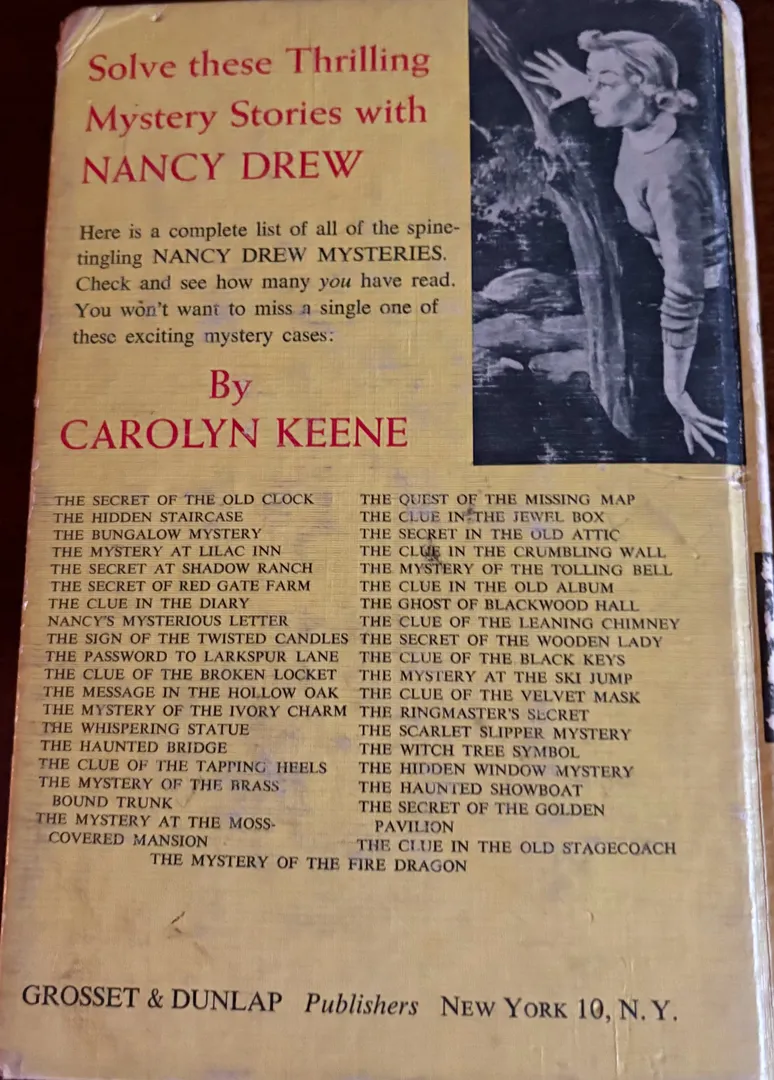 Solve these Thrilling
Mystery Stories with
NANCY DREW
Here is a complete list of all of the spine-
tingling NANCY DREW MYSTERIES.
Check and see how many you have read.
You won't want to miss a single one of
these exciting mystery cases:
By
CAROLYN KEENE
THE SECRET OF THE OLD CLOCK
THE HIDDEN STAIRCASE
THE BUNGALOW MYSTERY
THE MYSTERY AT LILAC INN
THE SECRET AT SHADOW RANCH
THE SECRET OF RED GATE FARM
THE CLUE IN THE DIARY
NANCY'S MYSTERIOUS LETTER
THE SIGN OF THE TWISTED CANDLES
THE PASSWORD TO LARKSPUR LANE
THE CLUE OF THE BROKEN LOCKET
THE MESSAGE IN THE HOLLOW OAK
THE MYSTERY OF THE IVORY CHARM
THE WHISPERING STATUE
THE HAUNTED BRIDGE
THE CLUE OF THE TAPPING HEELS
THE MYSTERY OF THE BRASS
BOUND TRUNK
THE MYSTERY AT THE MOSS-
COVERED MANSION
THE QUEST OF THE MISSING MAP
THE CLUE IN THE JEWEL BOX
THE SECRET IN THE OLD ATTIC
THE CLUE IN THE CRUMBLING WALL
THE MYSTERY OF THE TOLLING BELL
THE CLUE IN THE OLD ALBUM
THE GHOST OF BLACKWOOD HALL
THE CLUE OF THE LEANING CHIMNEY
THE SECRET OF THE WOODEN LADY
THE CLUE OF THE BLACK KEYS
THE MYSTERY AT THE SKI JUMP
THE CLUE OF THE VELVET MASK
THE RINGMASTER'S SECRET
THE SCARLET SLIPPER MYSTERY
THE WITCH TREE SYMBOL
THE HIDDEN WINDOW MYSTERY
THE HAUNTED SHOWBOAT
THE SECRET OF THE GOLDEN
PAVILION
THE CLUE IN THE OLD STAGECOACH
THE MYSTERY OF THE FIRE DRAGON
GROSSET & DUNLAP Publishers NEW YORK 10, N. Y.